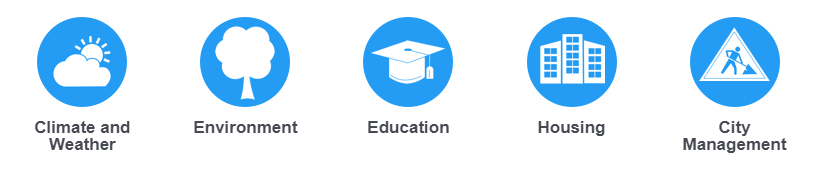 Climate and
Weather
Environment
Education
Housing
City
Management